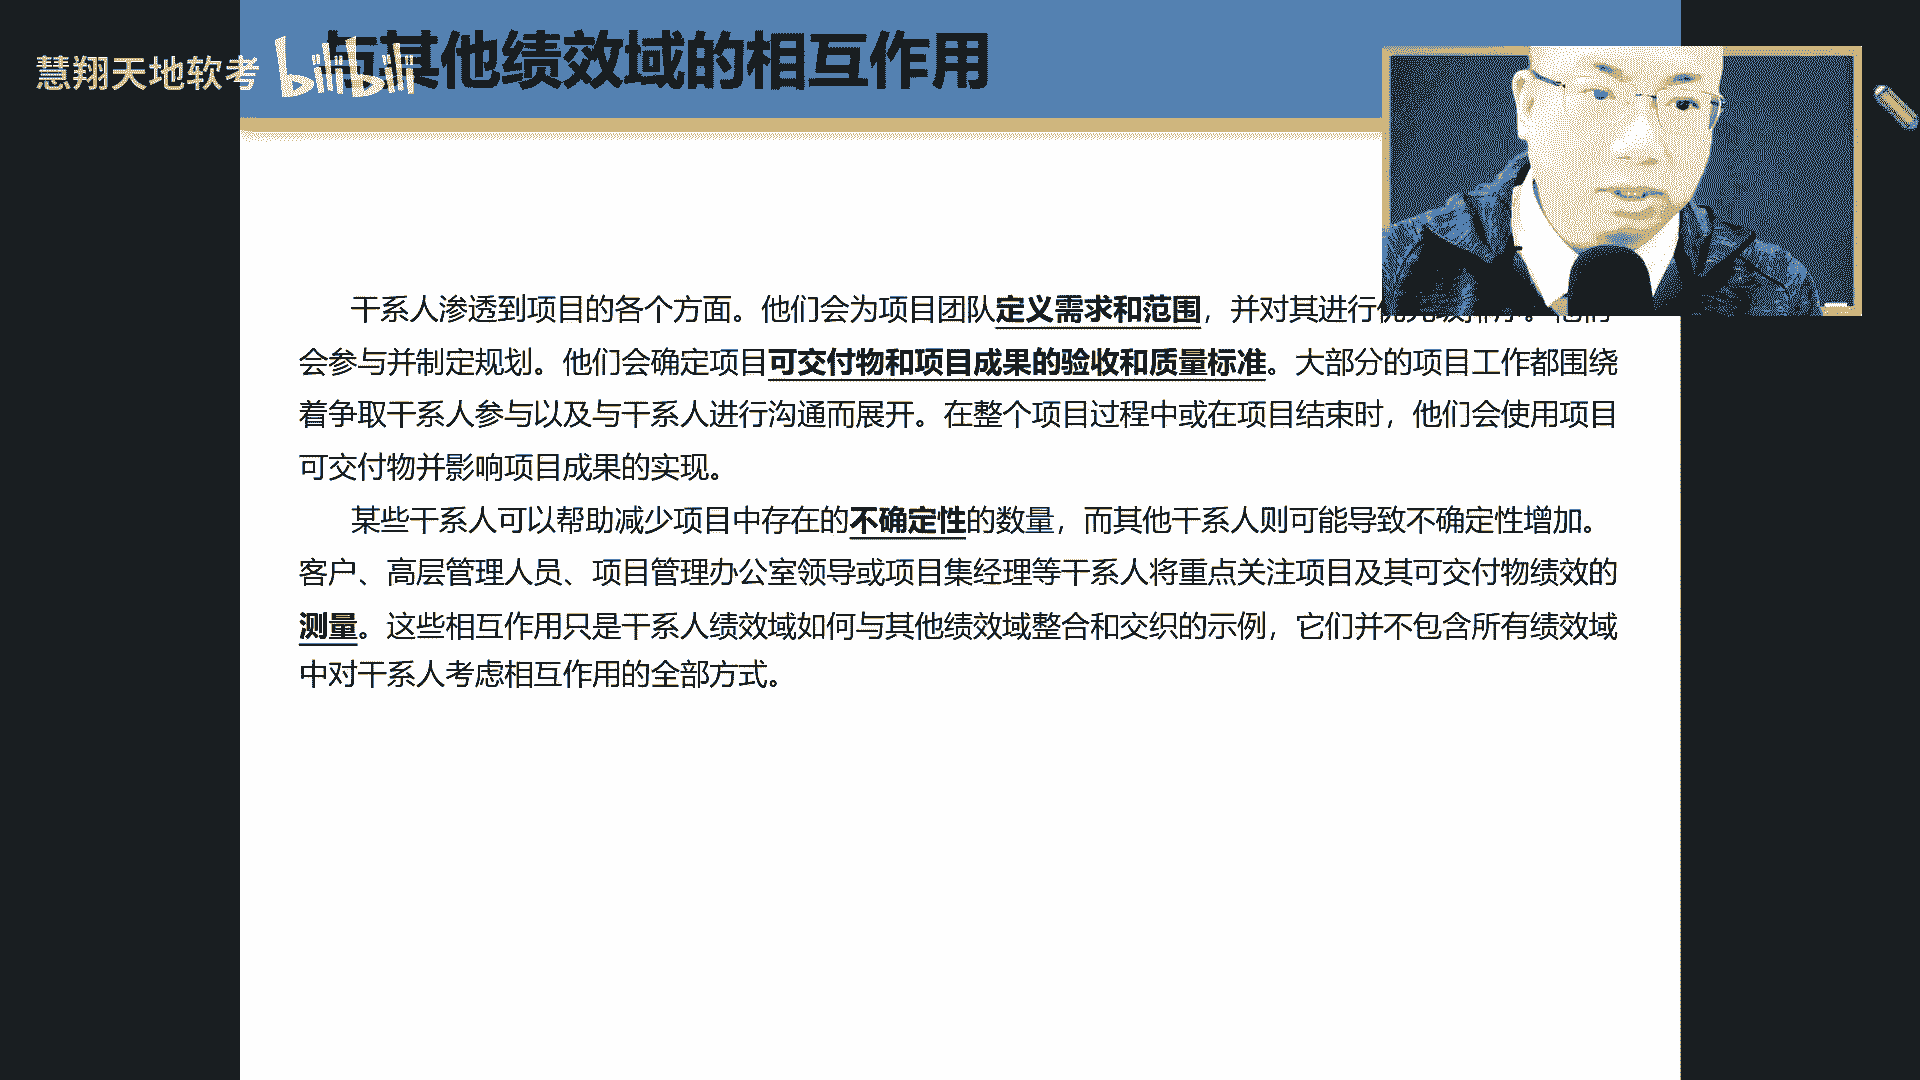 与其他绩效域的相互作用
慧翔天地软考 bilibili
干系人渗透到项目的各个方面。他们会为项目团队定义需求和范围，并对其进行优先级排序。他们
会参与并制定规划。他们会确定项目可交付物和项目成果的验收和质量标准。大部分的项目工作都围绕
着争取干系人参与以及与干系人进行沟通而展开。在整个项目过程中或在项目结束时，他们会使用项目
可交付物并影响项目成果的实现。
某些干系人可以帮助减少项目中存在的不确定性的数量，而其他干系人则可能导致不确定性增加。
客户、高层管理人员、项目管理办公室领导或项目集经理等干系人将重点关注项目及其可交付物绩效的
测量。这些相互作用只是干系人绩效域如何与其他绩效域整合和交织的示例，它们并不包含所有绩效域
中对干系人考虑相互作用的全部方式。